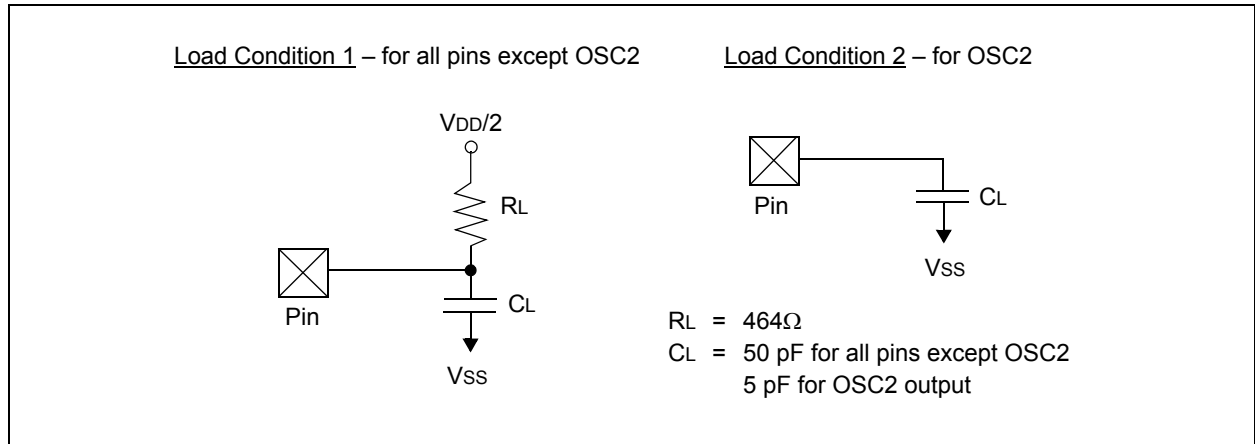 Load Condition 1 – for all pins except OSC2
VDD/2
RL
Pin
CL
VSS
Load Condition 2 – for OSC2
Pin
CL
VSS
RL = 464Ω
CL = 50 pF for all pins except OSC2
5 pF for OSC2 output